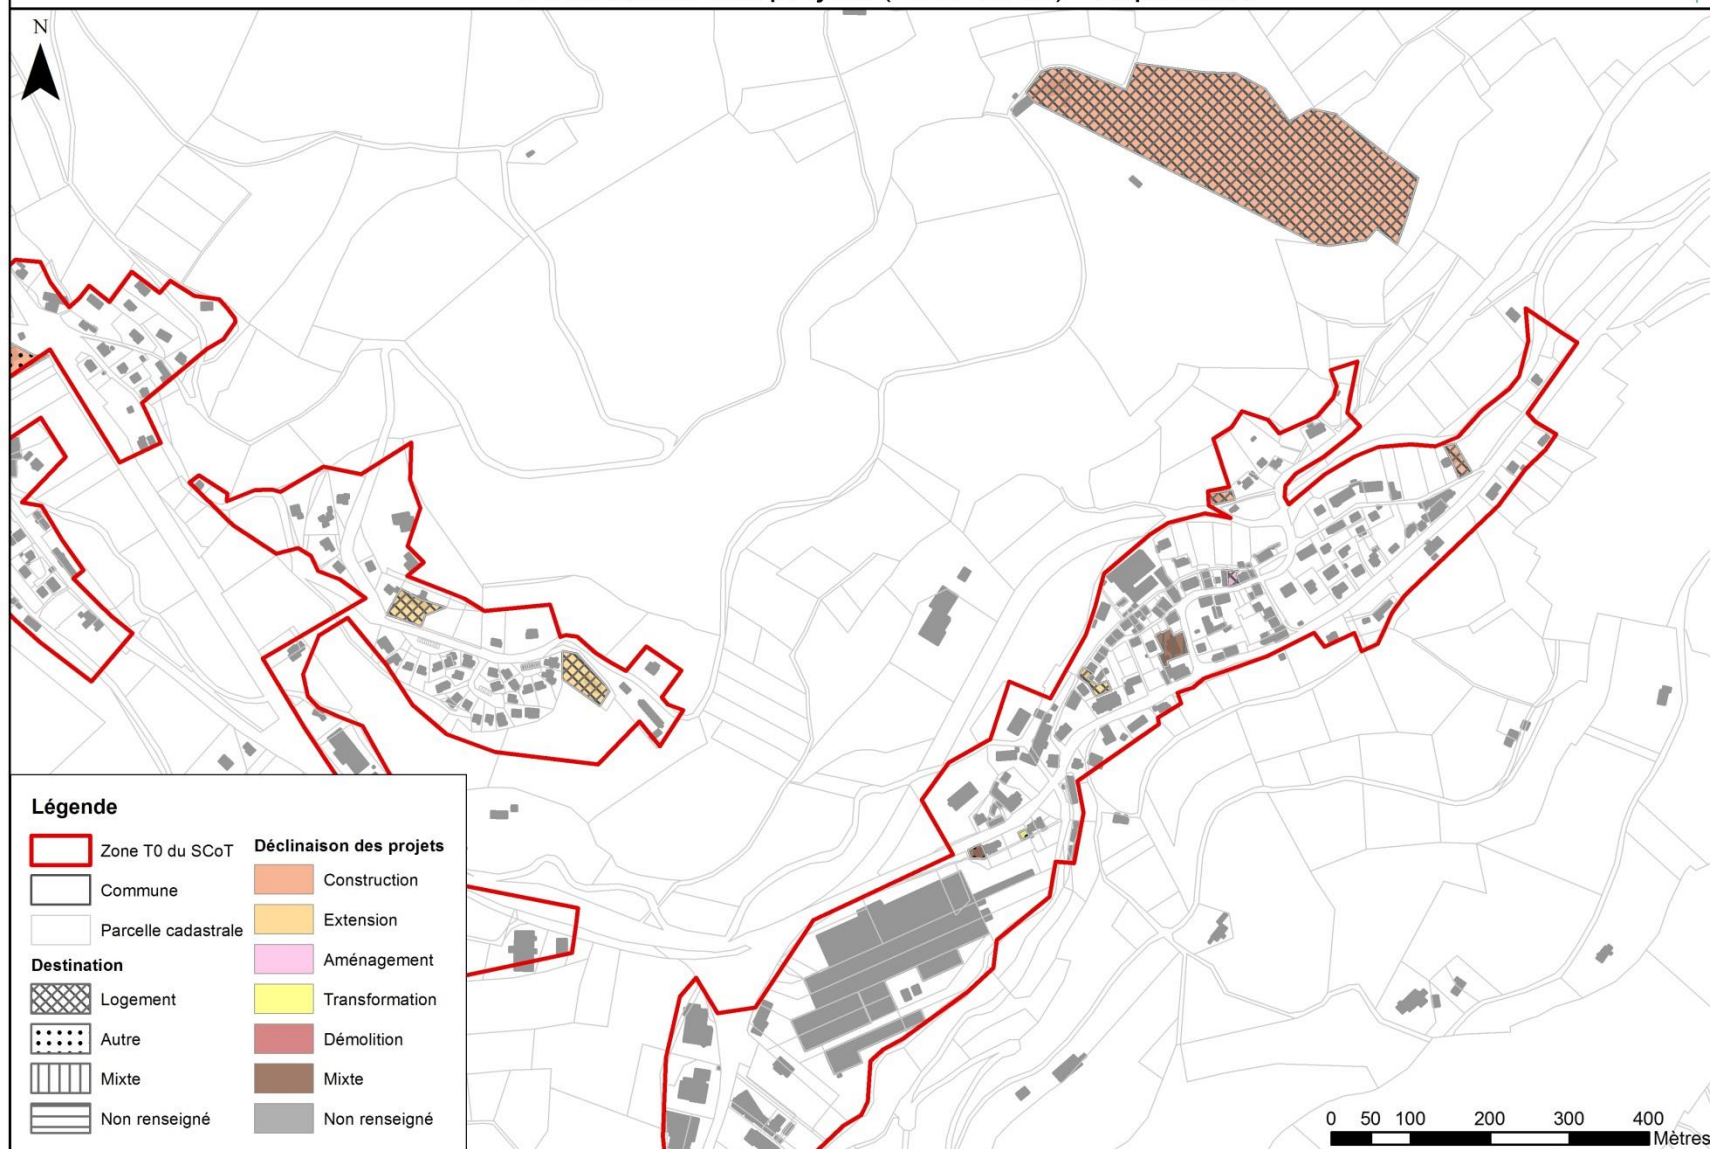 N
Légende
Zone T0 du SCoT
Commune
Parcelle cadastrale
Destination
Logement
Autre
Mixte
Non renseigné
Déclinaison des projets
Construction
Extension
Aménagement
Transformation
Démolition
Mixte
Non renseigné
0 50 100 200 300 400
Mètres